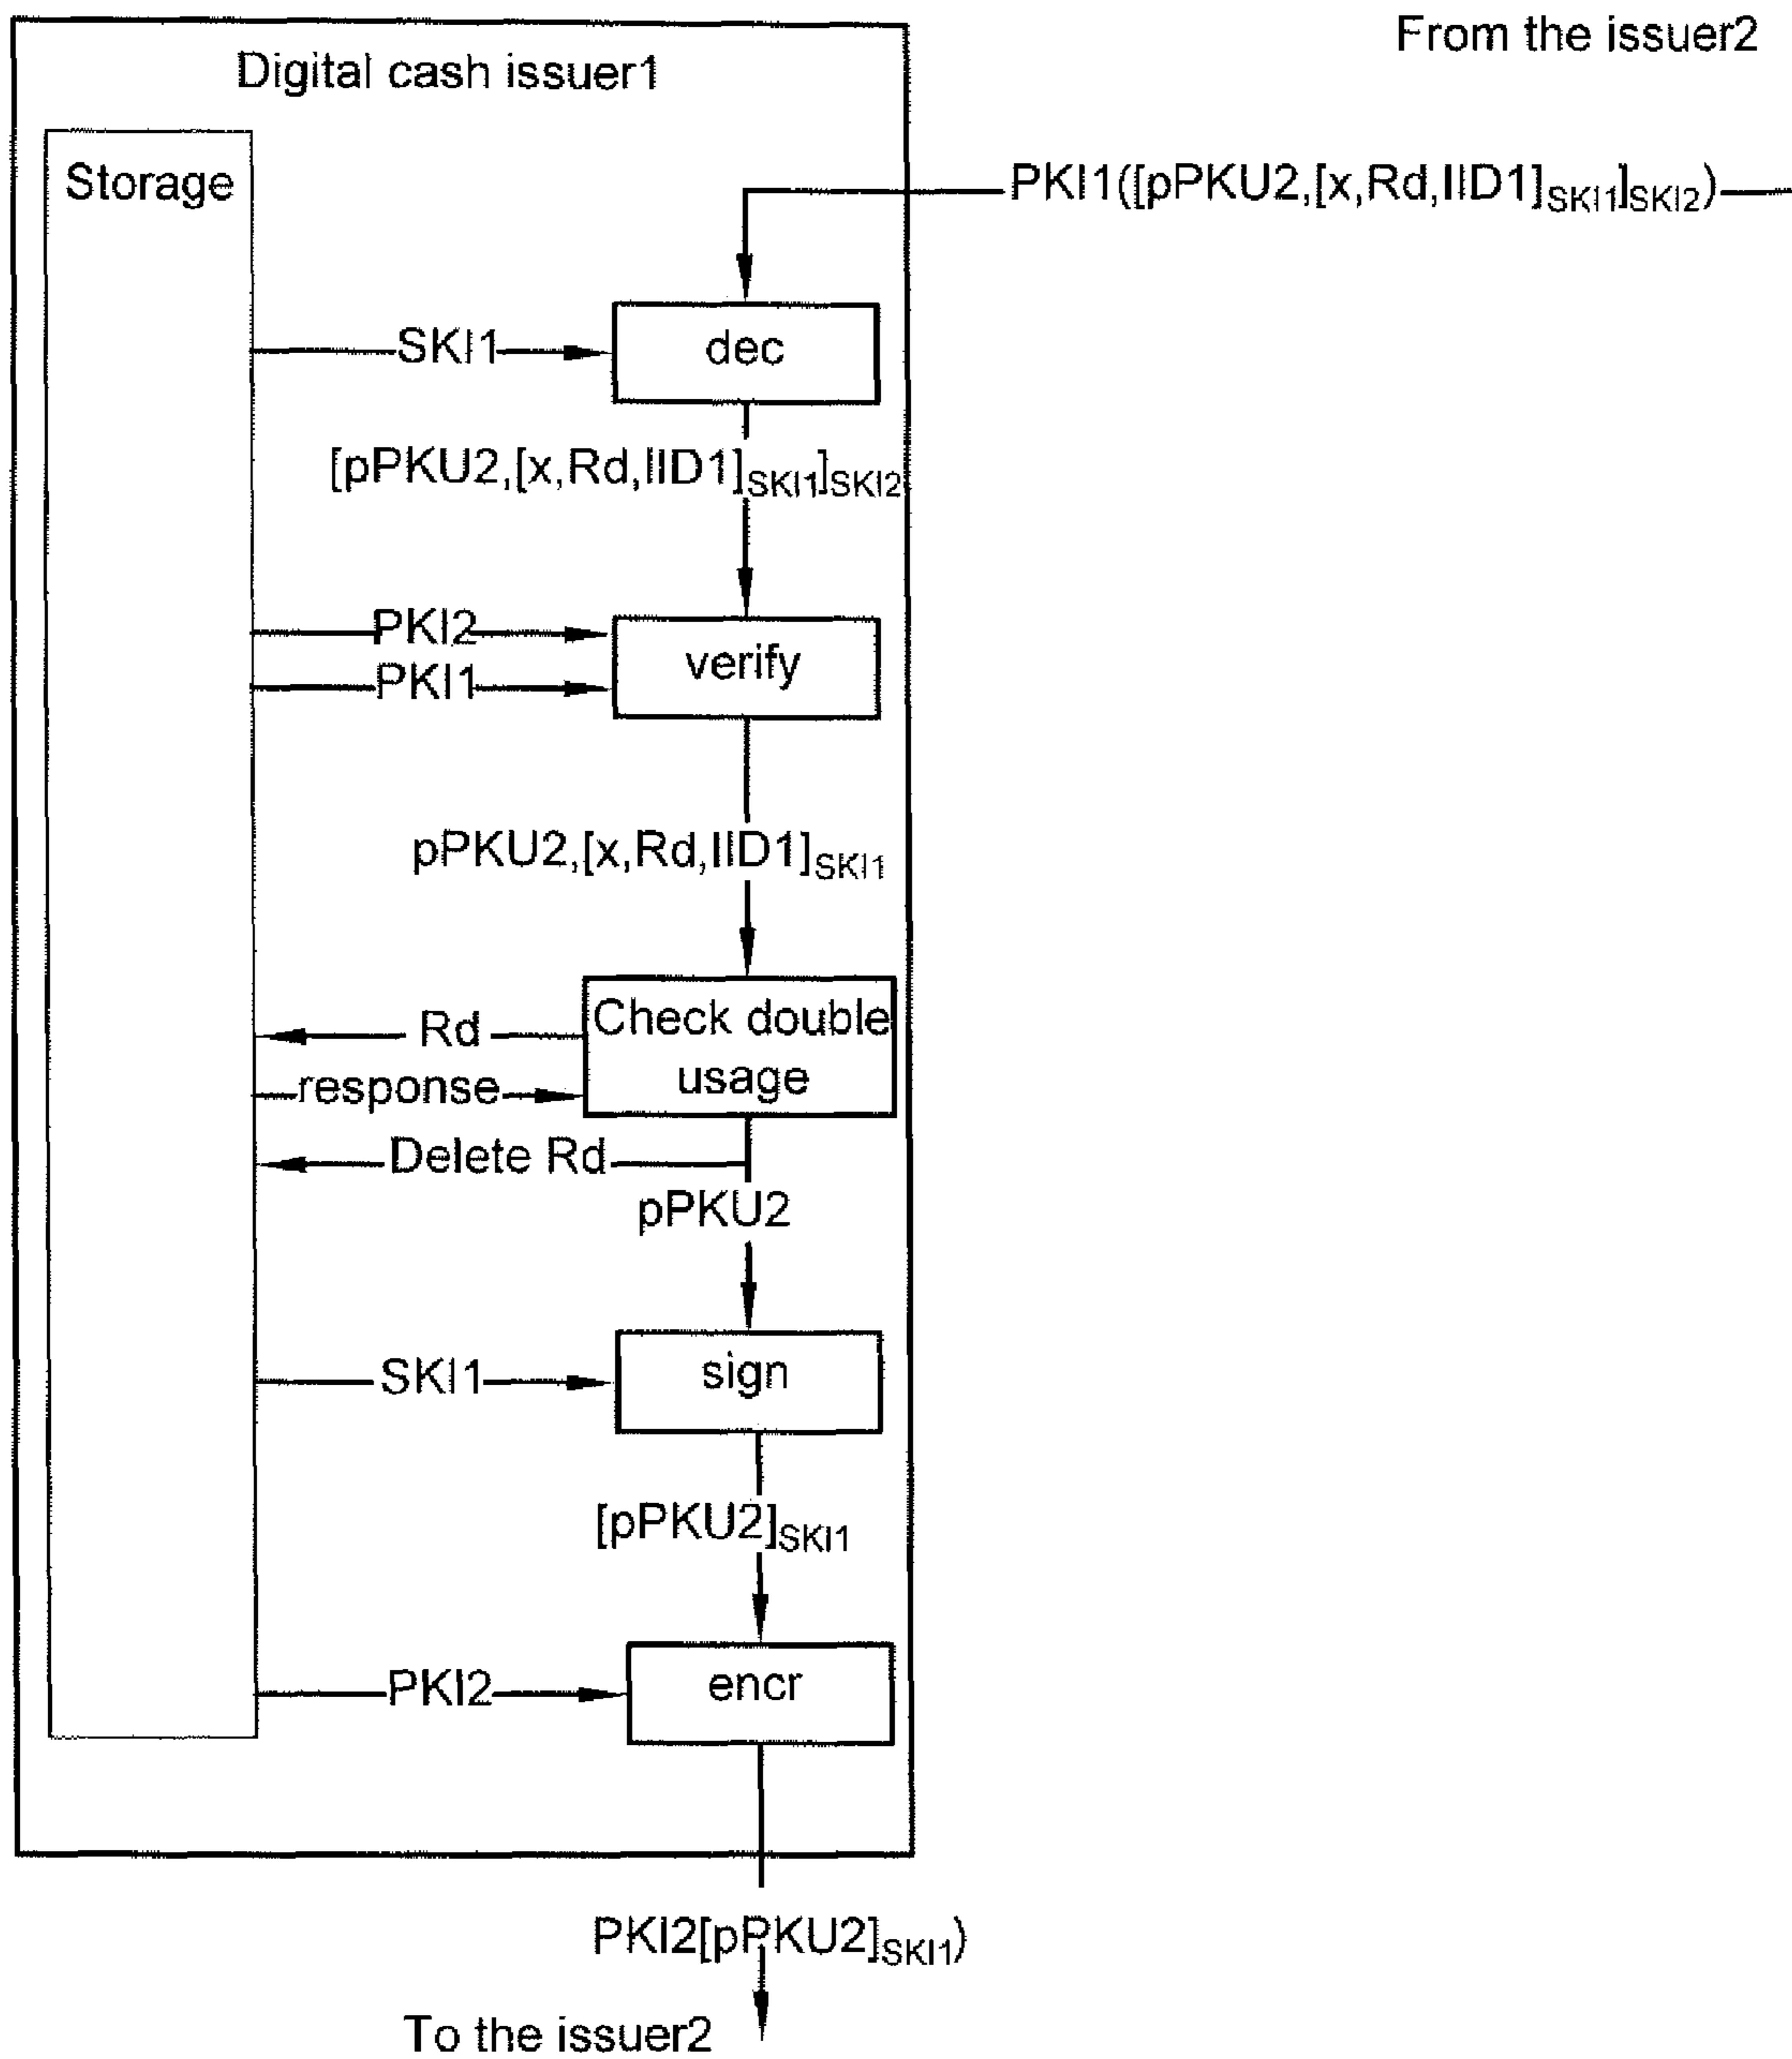 From the issuer2
Digital cash issuer1
Storage
PKI1([pPKU2,[x,Rd,IID1]SKI1]SKI2)
SKI1
dec
[pPKU2,[x,Rd,IID1]SKI1]SKI2
PKI2
PKI1
verify
pPKU2,[x,Rd,IID1]SKI1
Rd
Check double
usage
response
Delete Rd
pPKU2
SKI1
sign
[pPKU2]SKI1
PKI2
encr
PKI2[pPKU2]SKI1)
To the issuer2